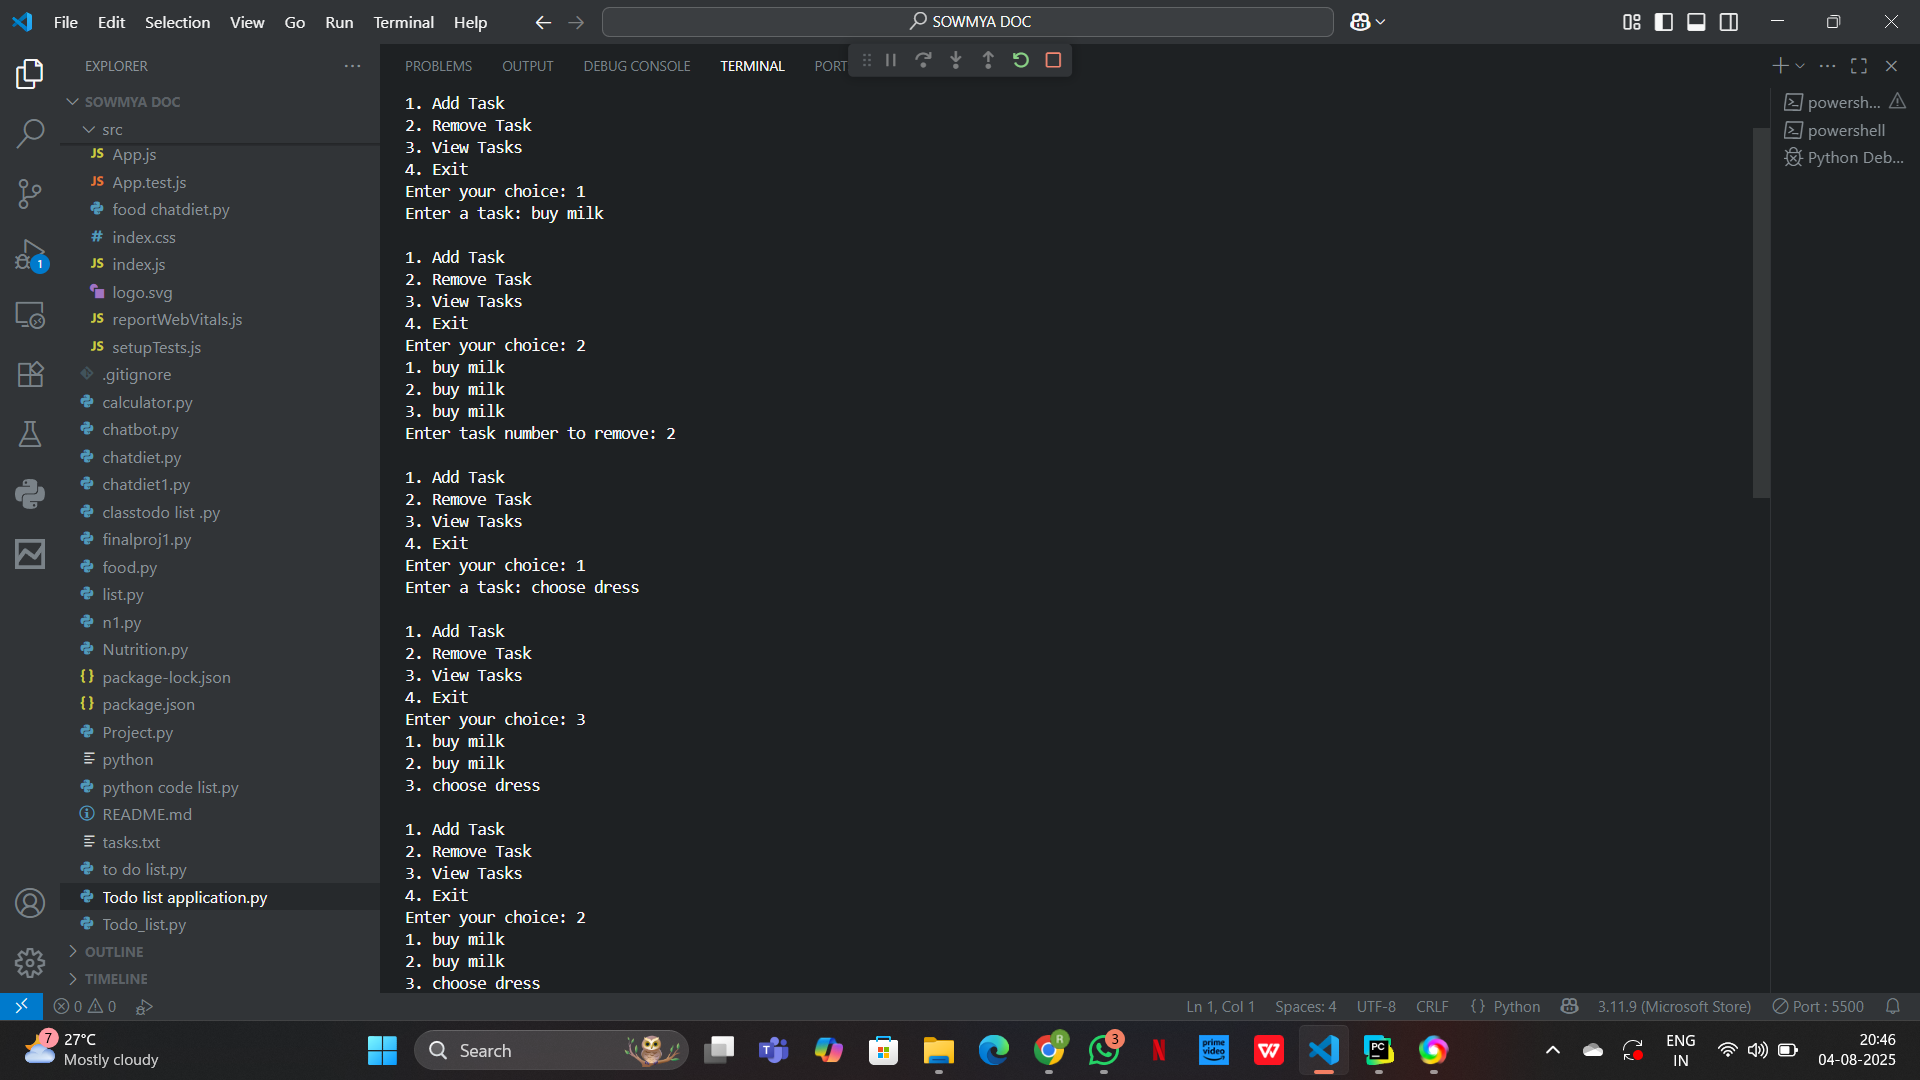 File Edit Selection View Go Run Terminal Help
SOWMYA DOC
EXPLORER
SOWMYA DOC
src
JS App.js
JS App.test.js
food chatdiet.py
# index.css
JS index.js
logo.svg
JS reportWebVitals.js
JS setupTests.js
.gitignore
calculator.py
chatbot.py
chatdiet.py
chatdiet1.py
classtodo list .py
finalproj1.py
food.py
list.py
n1.py
Nutrition.py
{} package-lock.json
{} package.json
Project.py
python
python code list.py
README.md
tasks.txt
to do list.py
Todo list application.py
Todo_list.py
OUTLINE
TIMELINE
1
PROBLEMS OUTPUT DEBUG CONSOLE TERMINAL PORT
1. Add Task
2. Remove Task
3. View Tasks
4. Exit
Enter your choice: 1
Enter a task: buy milk
1. Add Task
2. Remove Task
3. View Tasks
4. Exit
Enter your choice: 2
1. buy milk
2. buy milk
3. buy milk
Enter task number to remove: 2
1. Add Task
2. Remove Task
3. View Tasks
4. Exit
Enter your choice: 1
Enter a task: choose dress
1. Add Task
2. Remove Task
3. View Tasks
4. Exit
Enter your choice: 3
1. buy milk
2. buy milk
3. choose dress
1. Add Task
2. Remove Task
3. View Tasks
4. Exit
Enter your choice: 2
1. buy milk
2. buy milk
3. choose dress
powersh...
powershell
Python Deb...
0 0
Ln 1, Col 1 Spaces: 4 UTF-8 CRLF {} Python 3.11.9 (Microsoft Store) Port : 5500
7
27°C
Mostly cloudy
Search
R
3
N
prime video
W
PC
ENG
IN
20:46
04-08-2025